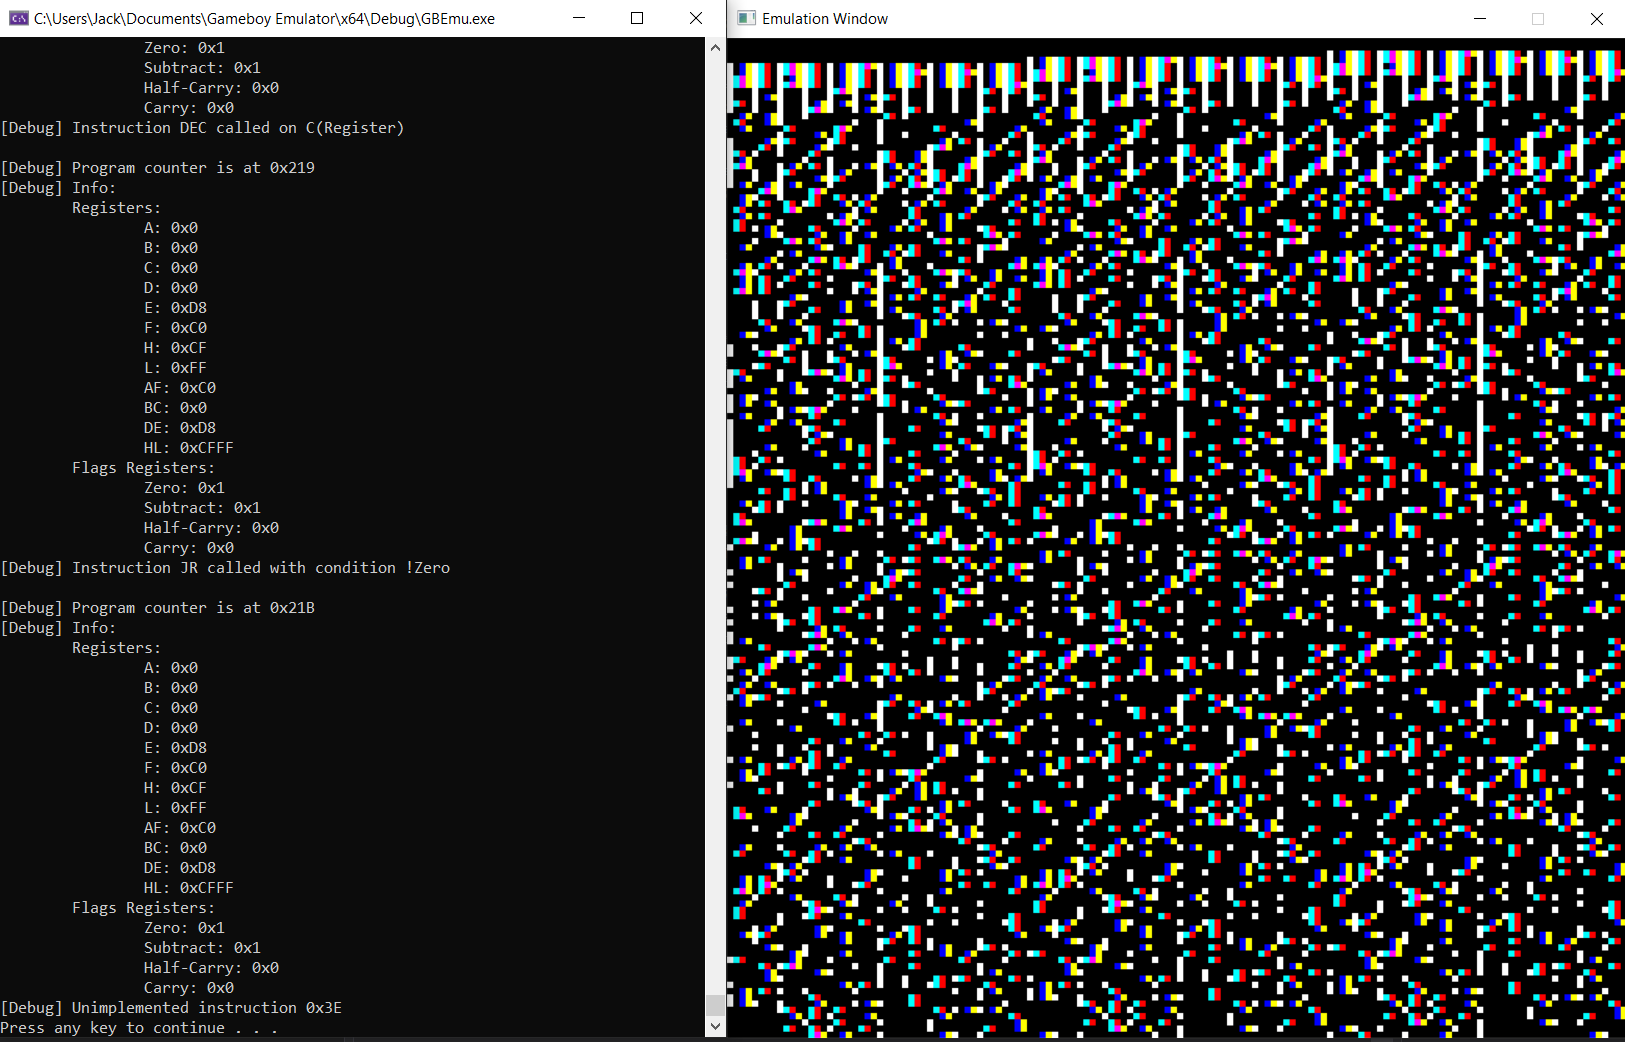 C:\Users\Jack\Documents\Gameboy Emulator\x64\Debug\GBEmu.exe
Zero: 0x1
Subtract: 0x1
Half-Carry: 0x0
Carry: 0x0
[Debug] Instruction DEC called on C(Register)
[Debug] Program counter is at 0x219
[Debug] Info:
Registers:
A: 0x0
B: 0x0
C: 0x0
D: 0x0
E: 0xD8
F: 0xC0
H: 0xCF
L: 0xFF
AF: 0xC0
BC: 0x0
DE: 0xD8
HL: 0xCFFF
Flags Registers:
Zero: 0x1
Subtract: 0x1
Half-Carry: 0x0
Carry: 0x0
[Debug] Instruction JR called with condition !Zero
[Debug] Program counter is at 0x21B
[Debug] Info:
Registers:
A: 0x0
B: 0x0
C: 0x0
D: 0x0
E: 0xD8
F: 0xC0
H: 0xCF
L: 0xFF
AF: 0xC0
BC: 0x0
DE: 0xD8
HL: 0xCFFF
Flags Registers:
Zero: 0x1
Subtract: 0x1
Half-Carry: 0x0
Carry: 0x0
[Debug] Unimplemented instruction 0x3E
Press any key to continue . . .
Emulation Window